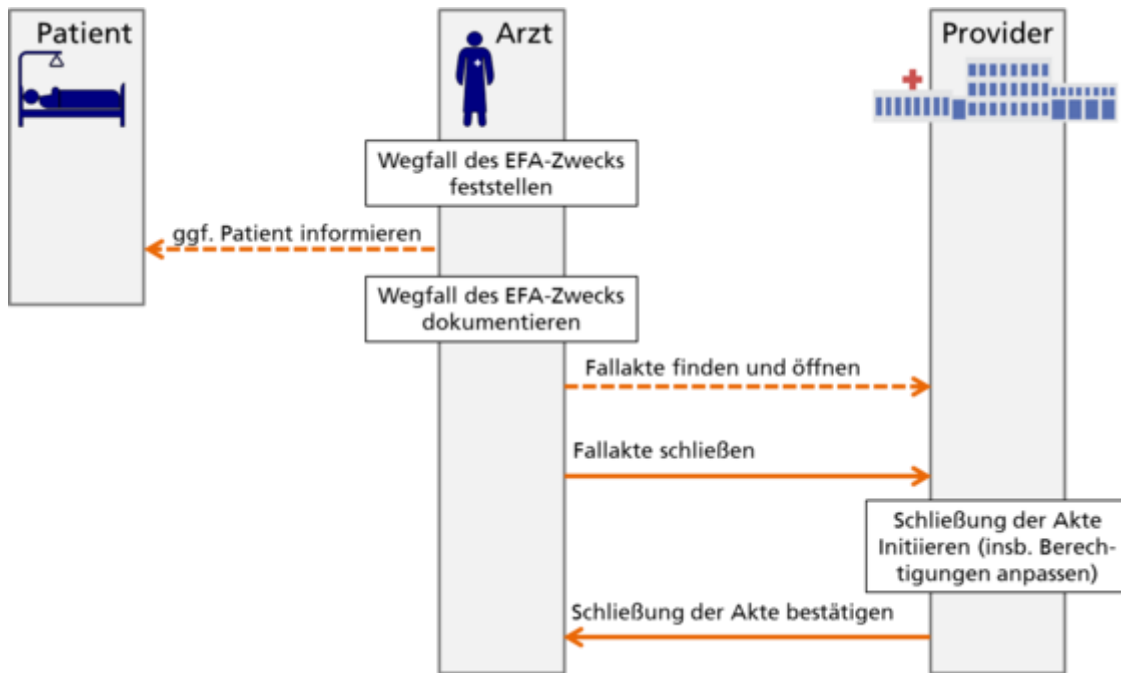 Patient
Arzt
Provider
Wegfall des EFA-Zwecks
feststellen
ggf. Patient informieren
Wegfall des EFA-Zwecks
dokumentieren
Fallakte finden und öffnen
Fallakte schließen
Schließung der Akte
Initiieren (insb. Berech-
tigungen anpassen)
Schließung der Akte bestätigen